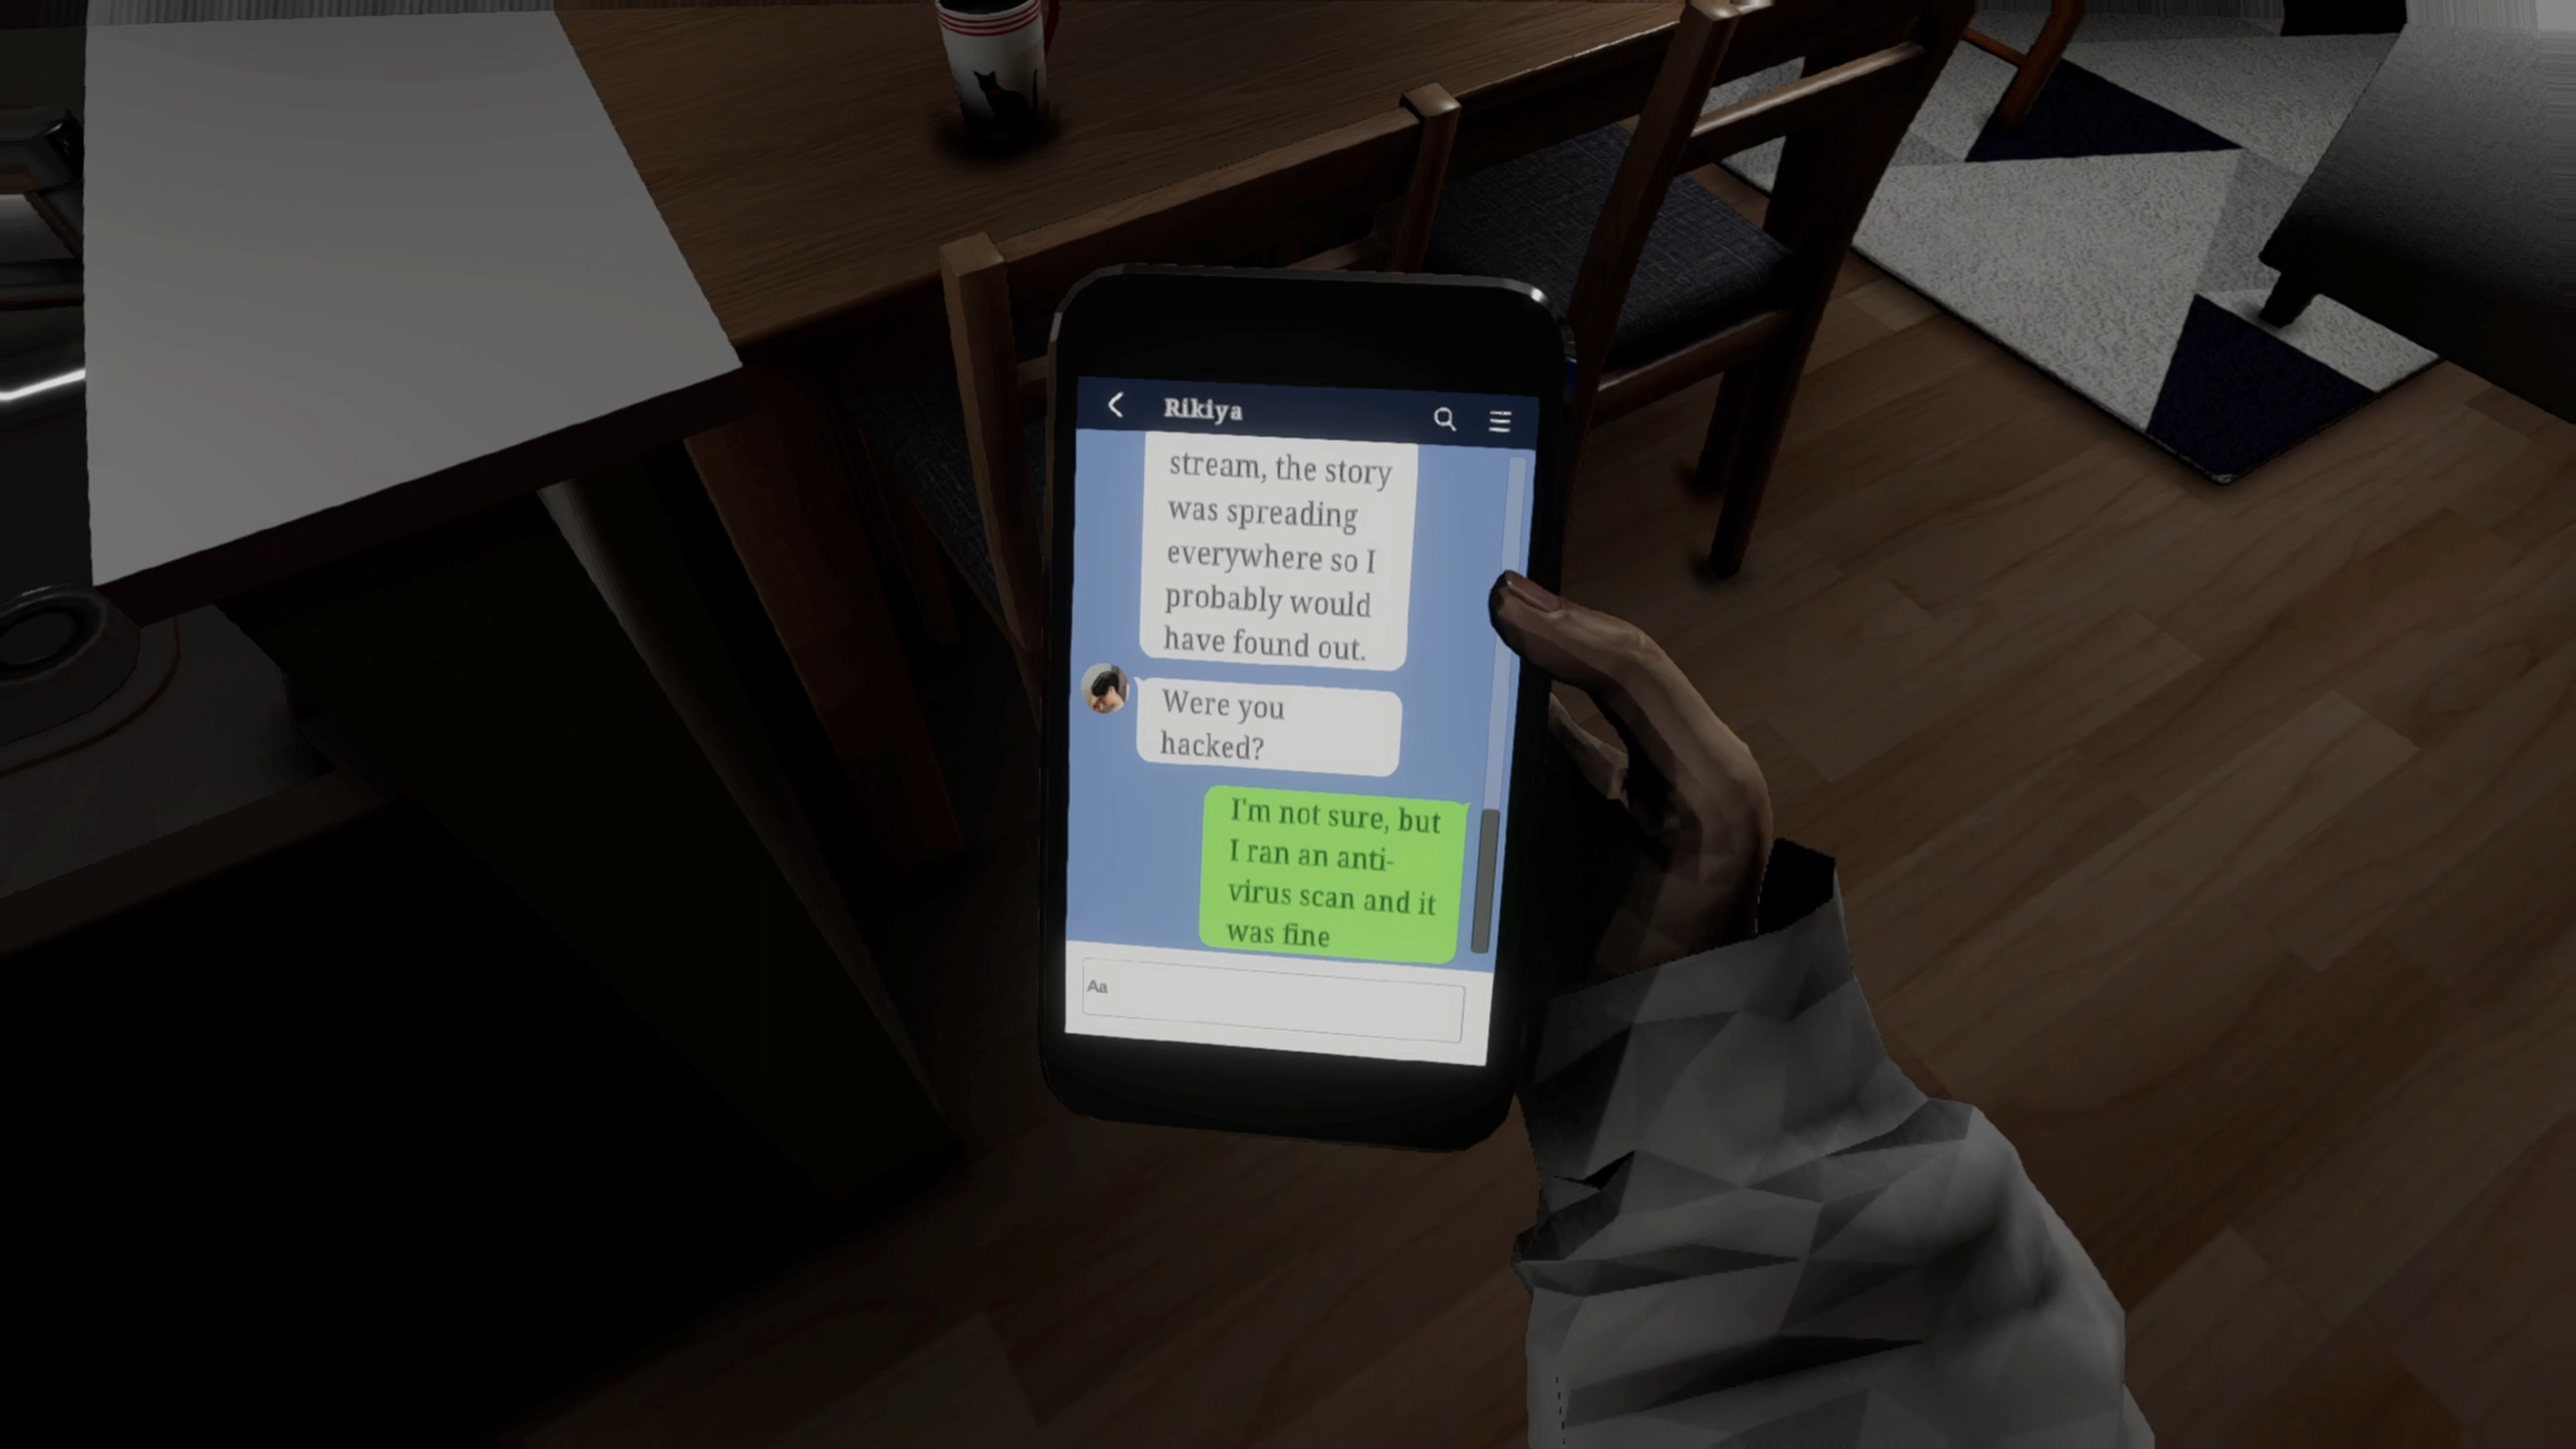 Rikiya
stream, the story
was spreading
everywhere so I
probably would
have found out.
Were you
hacked?
I'm not sure, but
I ran an anti-
virus scan and it
was fine
Aa